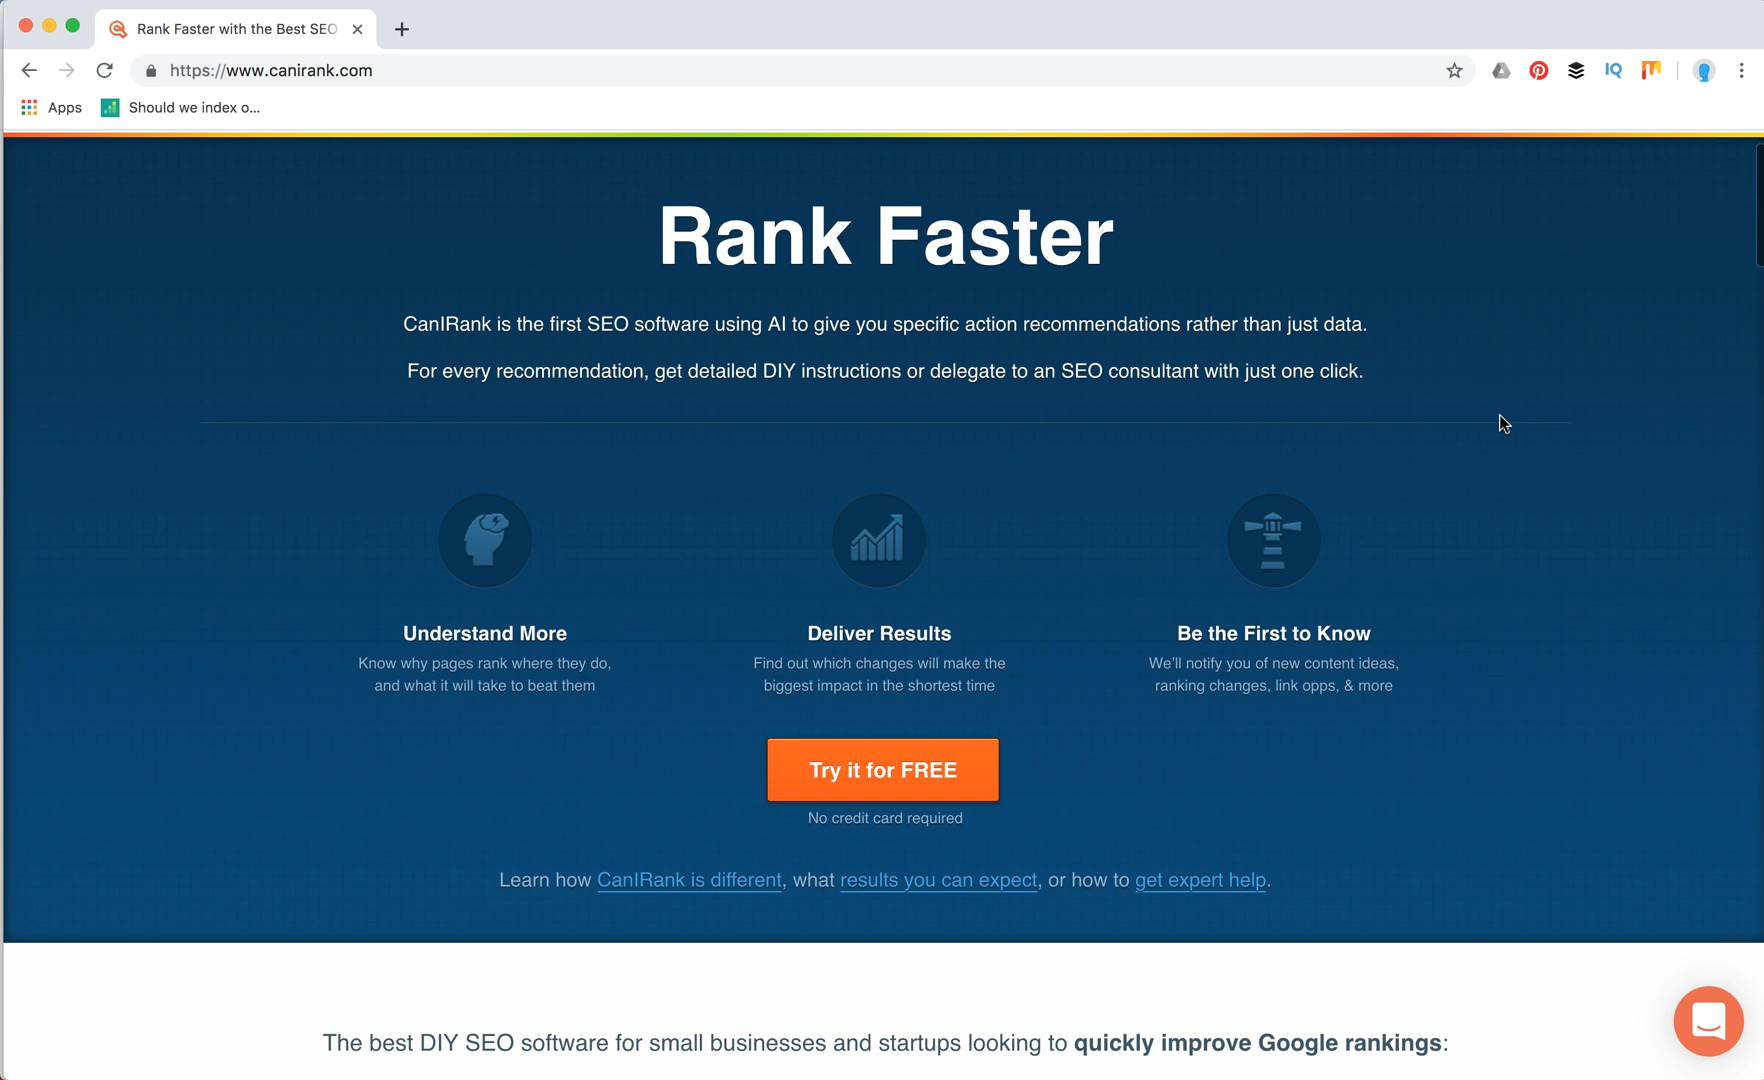 Rank Faster with the Best SEO
https://www.canirank.com
IQ
Apps
Should we index o...
Rank Faster
CanIRank is the first SEO software using AI to give you specific action recommendations rather than just data.
For every recommendation, get detailed DIY instructions or delegate to an SEO consultant with just one click.
Understand More
Know why pages rank where they do,
and what it will take to beat them
Deliver Results
Find out which changes will make the
biggest impact in the shortest time
Be the First to Know
We'll notify you of new content ideas,
ranking changes, link opps, & more
Try it for FREE
No credit card required
Learn how CanIRank is different, what results you can expect, or how to get expert help.
The best DIY SEO software for small businesses and startups looking to quickly improve Google rankings: